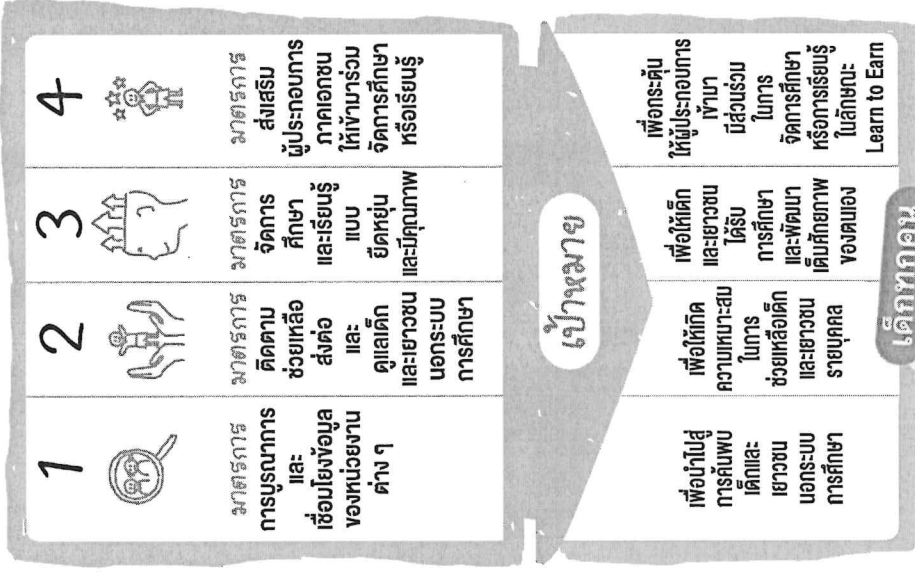 1
มาตรการ
การบูรณาการ
และ
เชื่อมโยงข้อมูล
ของหน่วยงาน
ต่าง ๆ
2
มาตรการ
ติดตาม
ช่วยเหลือ
ส่งต่อ
และ
ดูแลเด็ก
และเยาวชน
นอกระบบ
การศึกษา
3
มาตรการ
จัดการ
ศึกษา
และเรียนรู้
แบบ
ยืดหยุ่น
และมีคุณภาพ
4
มาตรการ
ส่งเสริม
ผู้ประกอบการ
ภาคเอกชน
ให้เข้ามาร่วม
จัดการศึกษา
หรือเรียนรู้
เป้าหมาย
เพื่อนำไปสู่
การค้นพบ
เด็กและ
เยาวชน
นอกระบบ
การศึกษา
เพื่อให้เกิด
ความเหมาะสม
ในการ
ช่วยเหลือเด็ก
และเยาวชน
รายบุคคล
เพื่อให้เด็ก
และเยาวชน
ได้รับ
การศึกษา
และพัฒนา
เต็มศักยภาพ
ของตนเอง
เพื่อกระตุ้น
ให้ผู้ประกอบการ
เข้ามา
มีส่วนร่วม
ในการ
จัดการศึกษา
หรือการเรียนรู้
ในลักษณะ
Learn to Earn